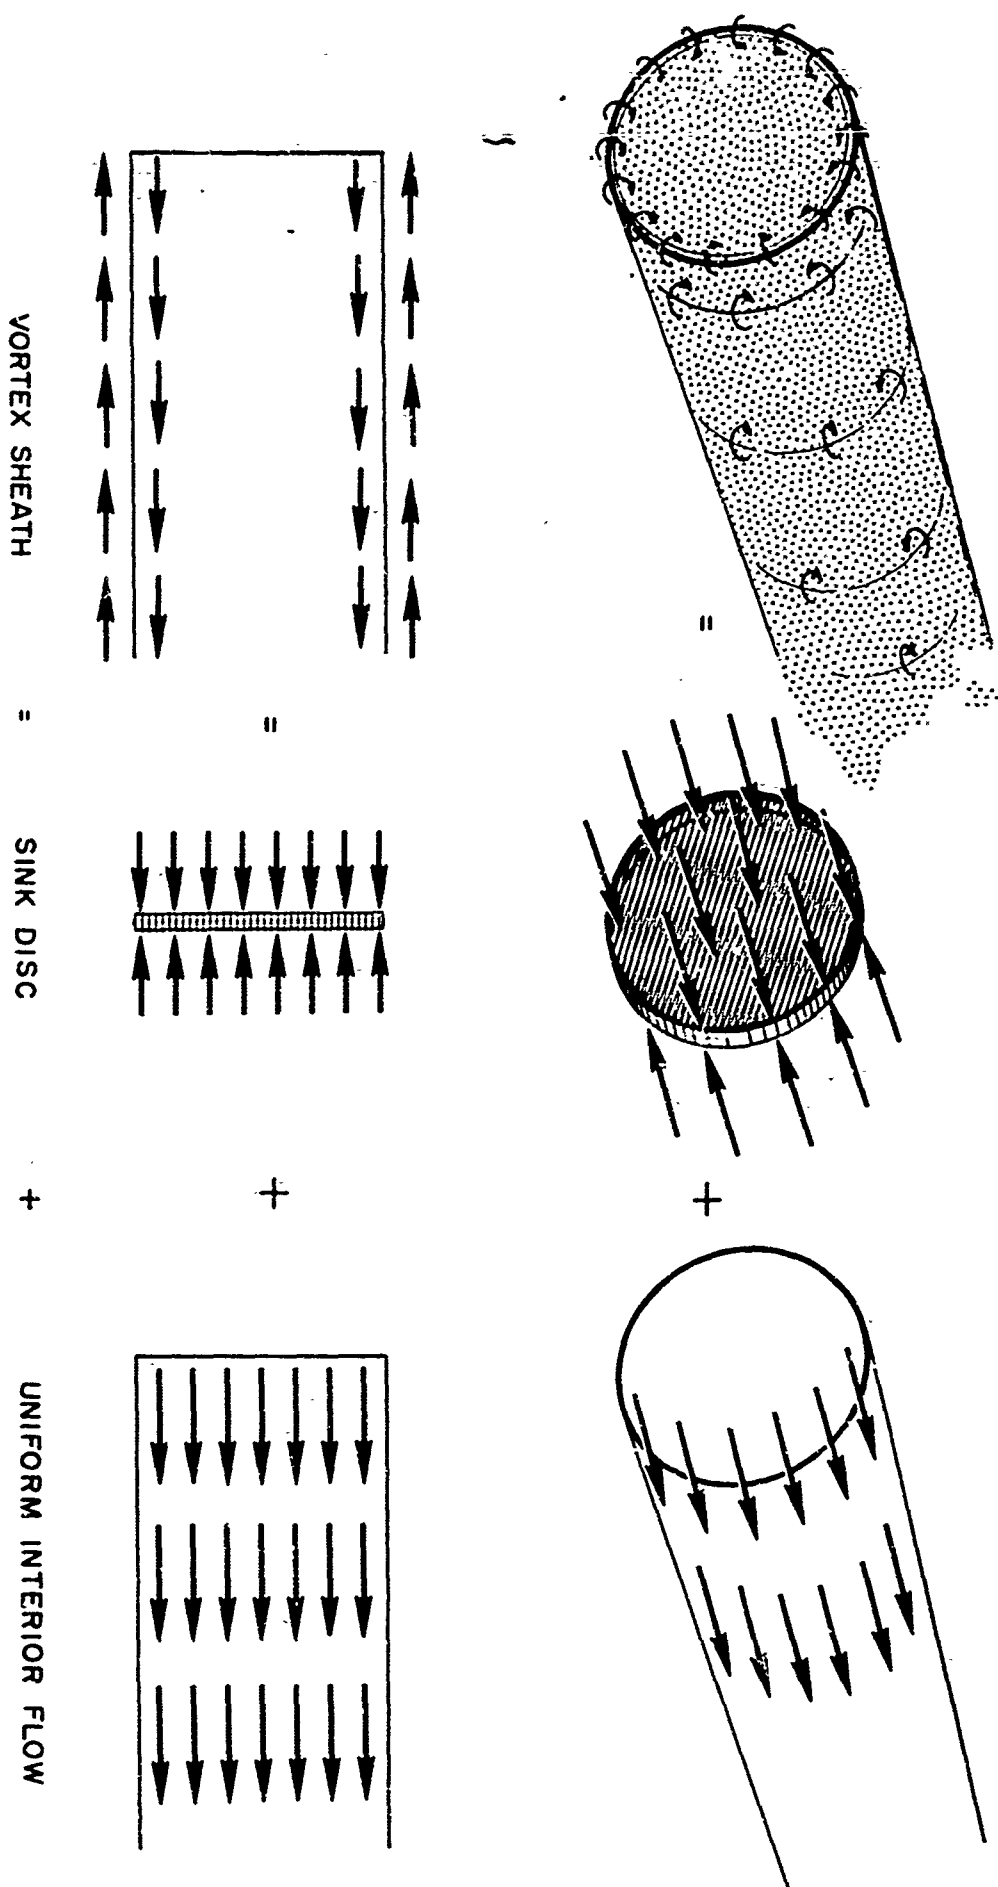 =
+
=
+
VORTEX SHEATH = SINK DISC + UNIFORM INTERIOR FLOW